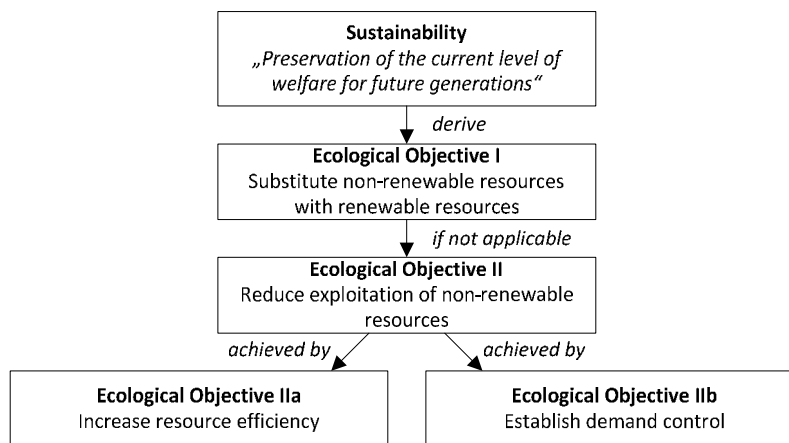 Sustainability
„Preservation of the current level of
welfare for future generations“
derive
Ecological Objective I
Substitute non-renewable resources
with renewable resources
if not applicable
Ecological Objective II
Reduce exploitation of non-renewable
resources
achieved by
achieved by
Ecological Objective IIa
Increase resource efficiency
Ecological Objective IIb
Establish demand control